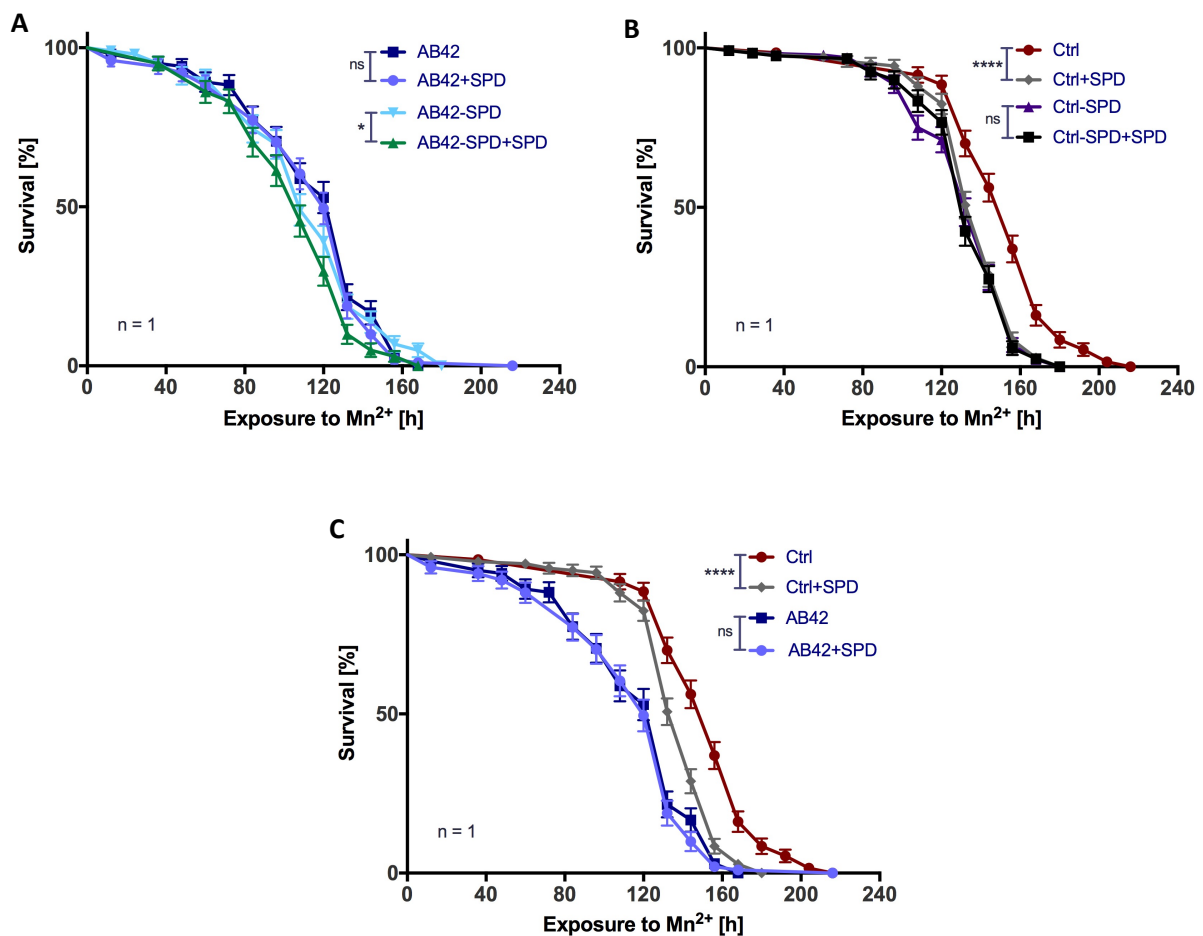 A
100
50
0
0 40 80 120 160 200 240
Survival [%]
Exposure to Mn²⁺ [h]
n = 1
ns
*
AB42
AB42+SPD
AB42-SPD
AB42-SPD+SPD
B
100
50
0
0 40 80 120 160 200 240
Survival [%]
Exposure to Mn²⁺ [h]
n = 1
****
ns
Ctrl
Ctrl+SPD
Ctrl-SPD
Ctrl-SPD+SPD
C
100
50
0
0 40 80 120 160 200 240
Survival [%]
Exposure to Mn²⁺ [h]
n = 1
****
ns
Ctrl
Ctrl+SPD
AB42
AB42+SPD